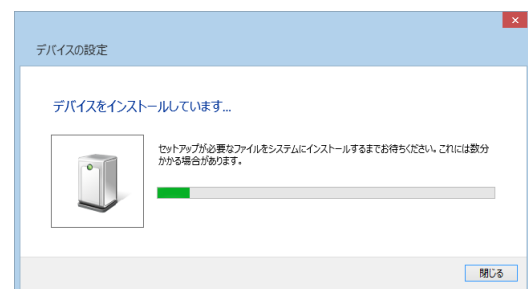 デバイスの設定
デバイスをインストールしています...
セットアップが必要なファイルをシステムにインストールするまでお待ちください。これには数分
かかる場合があります。
閉じる